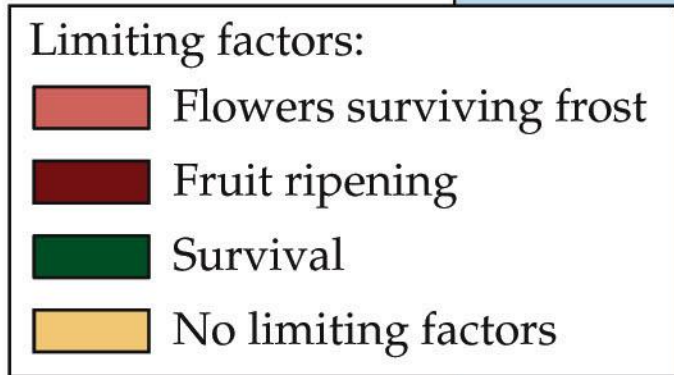 Limiting factors:
Flowers surviving frost
Fruit ripening
Survival
No limiting factors